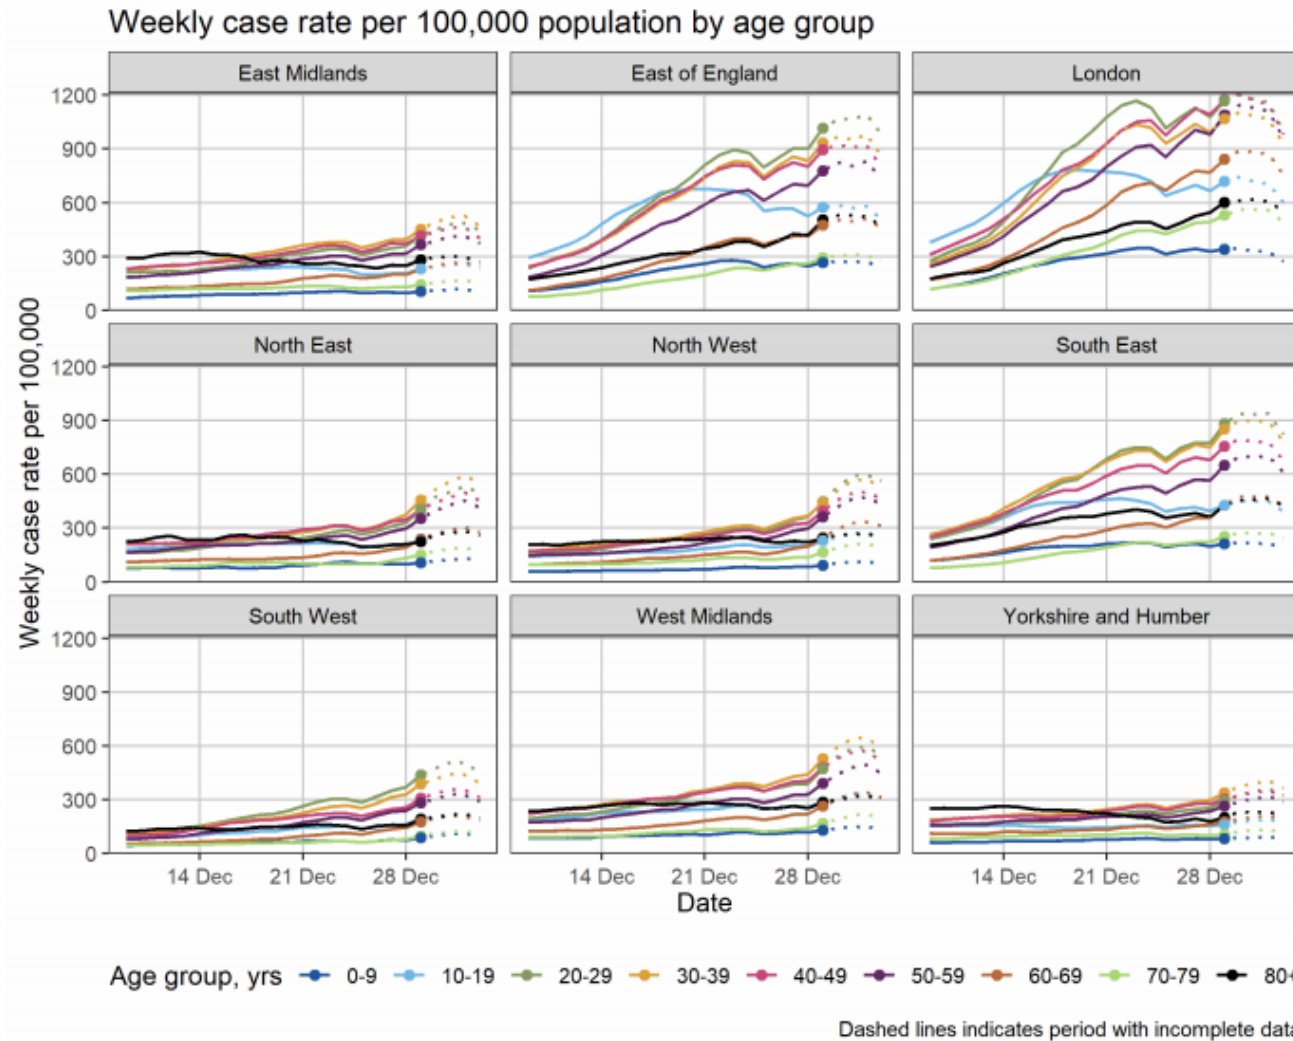 Weekly case rate per 100,000 population by age group
East Midlands East of England London
1200
900
600
300
0
North East North West South East
1200
900
600
300
0
South West West Midlands Yorkshire and Humber
1200
900
600
300
0
Weekly case rate per 100,000
14 Dec 21 Dec 28 Dec 14 Dec 21 Dec 28 Dec 14 Dec 21 Dec 28 Dec
Date
Age group, yrs 0-9 10-19 20-29 30-39 40-49 50-59 60-69 70-79 80+
Dashed lines indicates period with incomplete data